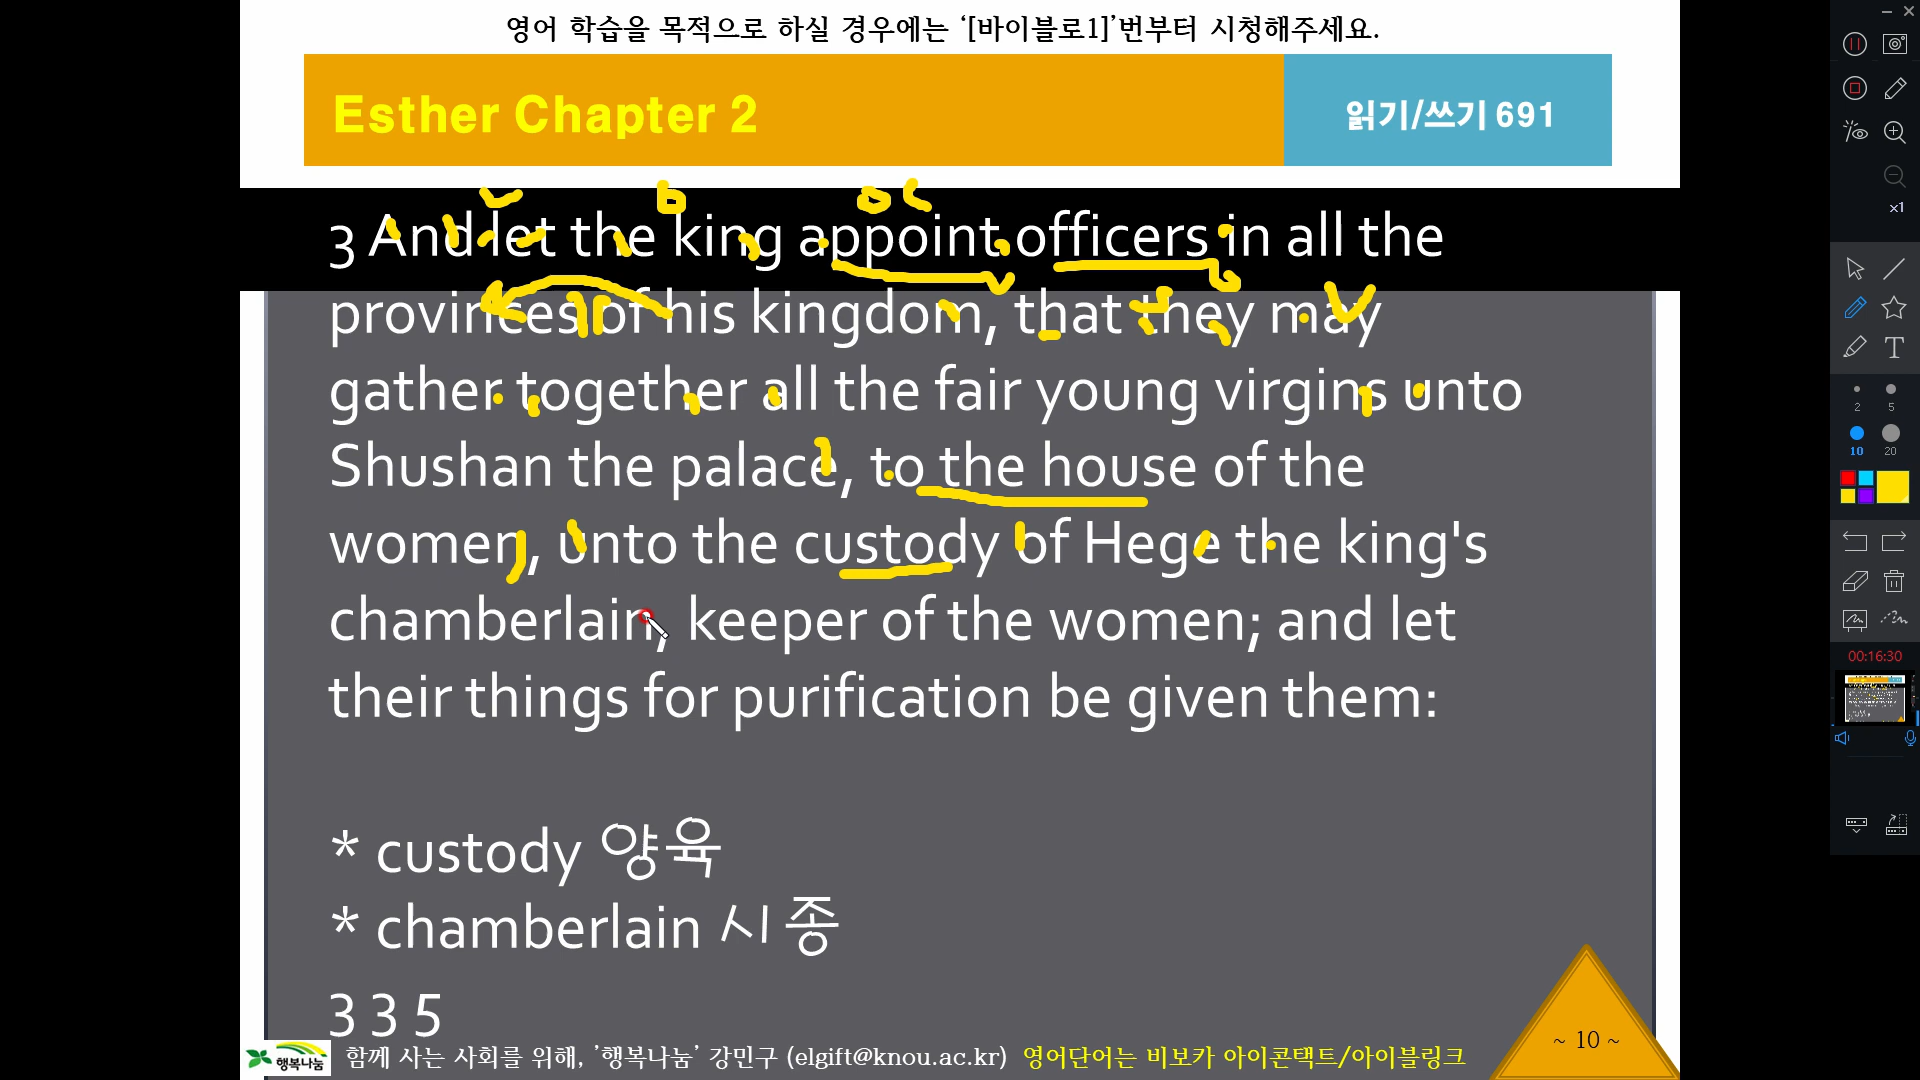 영어 학습을 목적으로 하실 경우에는 ‘[바이블로1]’번부터 시청해주세요.
Esther Chapter 2
읽기/쓰기 691
3 And let the king appoint officers in all the
provinces of his kingdom, that they may
gather together all the fair young virgins unto
Shushan the palace, to the house of the
women, unto the custody of Hege the king's
chamberlain, keeper of the women; and let
their things for purification be given them:
* custody 양육
* chamberlain 시종
3 3 5
행복나눔 함께 사는 사회를 위해, ’행복나눔’ 강민구 (elgift@knou.ac.kr) 영어단어는 비보카 아이콘택트/아이블링크
~ 10 ~
x1
2 5
10 20
00:16:30